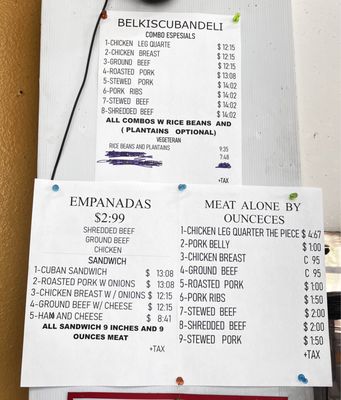 BELKISCUBANDELI
COMBO ESPESIALS
1-CHICKEN LEG QUARTE $ 12:15
2-CHICKEN BREAST $ 12:15
3-GROUND BEEF $ 12:15
4-ROASTED PORK $ 13:08
5-STEWED PORK $ 14:02
6-PORK RIBS $ 14:02
7-STEWED BEEF $ 14:02
8-SHREDDED BEEF $ 14:02
ALL COMBOS WITH RICE BEANS AND
( PLANTAINS OPTIONAL)
VEGETERAN
RICE BEANS AND PLANTAINS 9:35
7:48
+TAX
EMPANADAS
$2:99
SHREDDED BEEF
GROUND BEEF
CHICKEN
SANDWICH
1-CUBAN SANDWICH $ 13:08
2-ROASTED PORK W ONIONS $ 13:08
3-CHICKEN BREAST W / ONIONS $ 12:15
4-GROUND BEEF W/ CHEESE $ 12:15
5-HAM AND CHEESE $ 8:41
ALL SANDWICH 9 INCHES AND 9
OUNCES MEAT
+TAX
MEAT ALONE BY
OUNCECES
1-CHICKEN LEG QUARTER THE PIECE $ 4.67
2-PORK BELLY $ 1:00
3-CHICKEN BREAST C 95
4-GROUND BEEF C 95
5-ROASTED PORK $ 1:00
6-PORK RIBS $ 1:50
7-STEWED BEEF $ 2:00
8-SHREDDED BEEF $ 2:00
9-STEWED PORK $ 1:50
+TAX